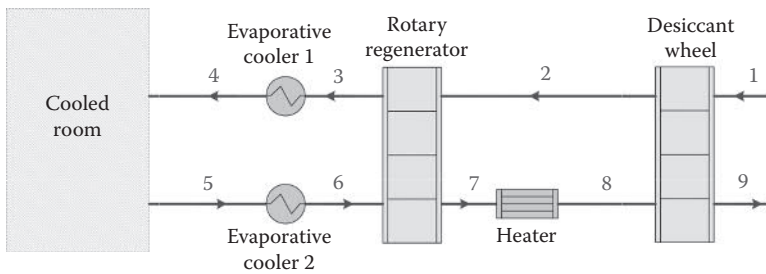 Rotary
regenerator
Desiccant
wheel
Evaporative
cooler 1
4
3
2
1
Cooled
room
5
6
7
8
9
Evaporative
cooler 2
Heater